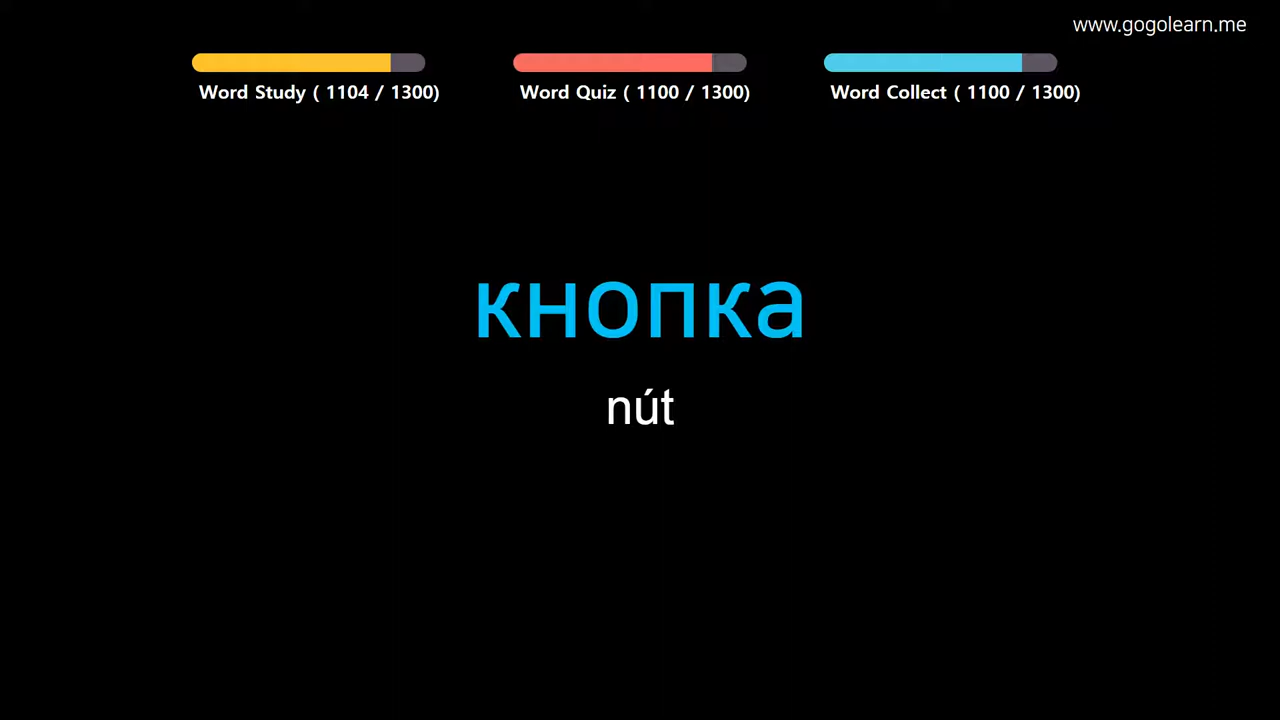 www.gogolearn.me
Word Study ( 1104 / 1300)
Word Quiz ( 1100 / 1300)
Word Collect ( 1100 / 1300)
кнопка
nút